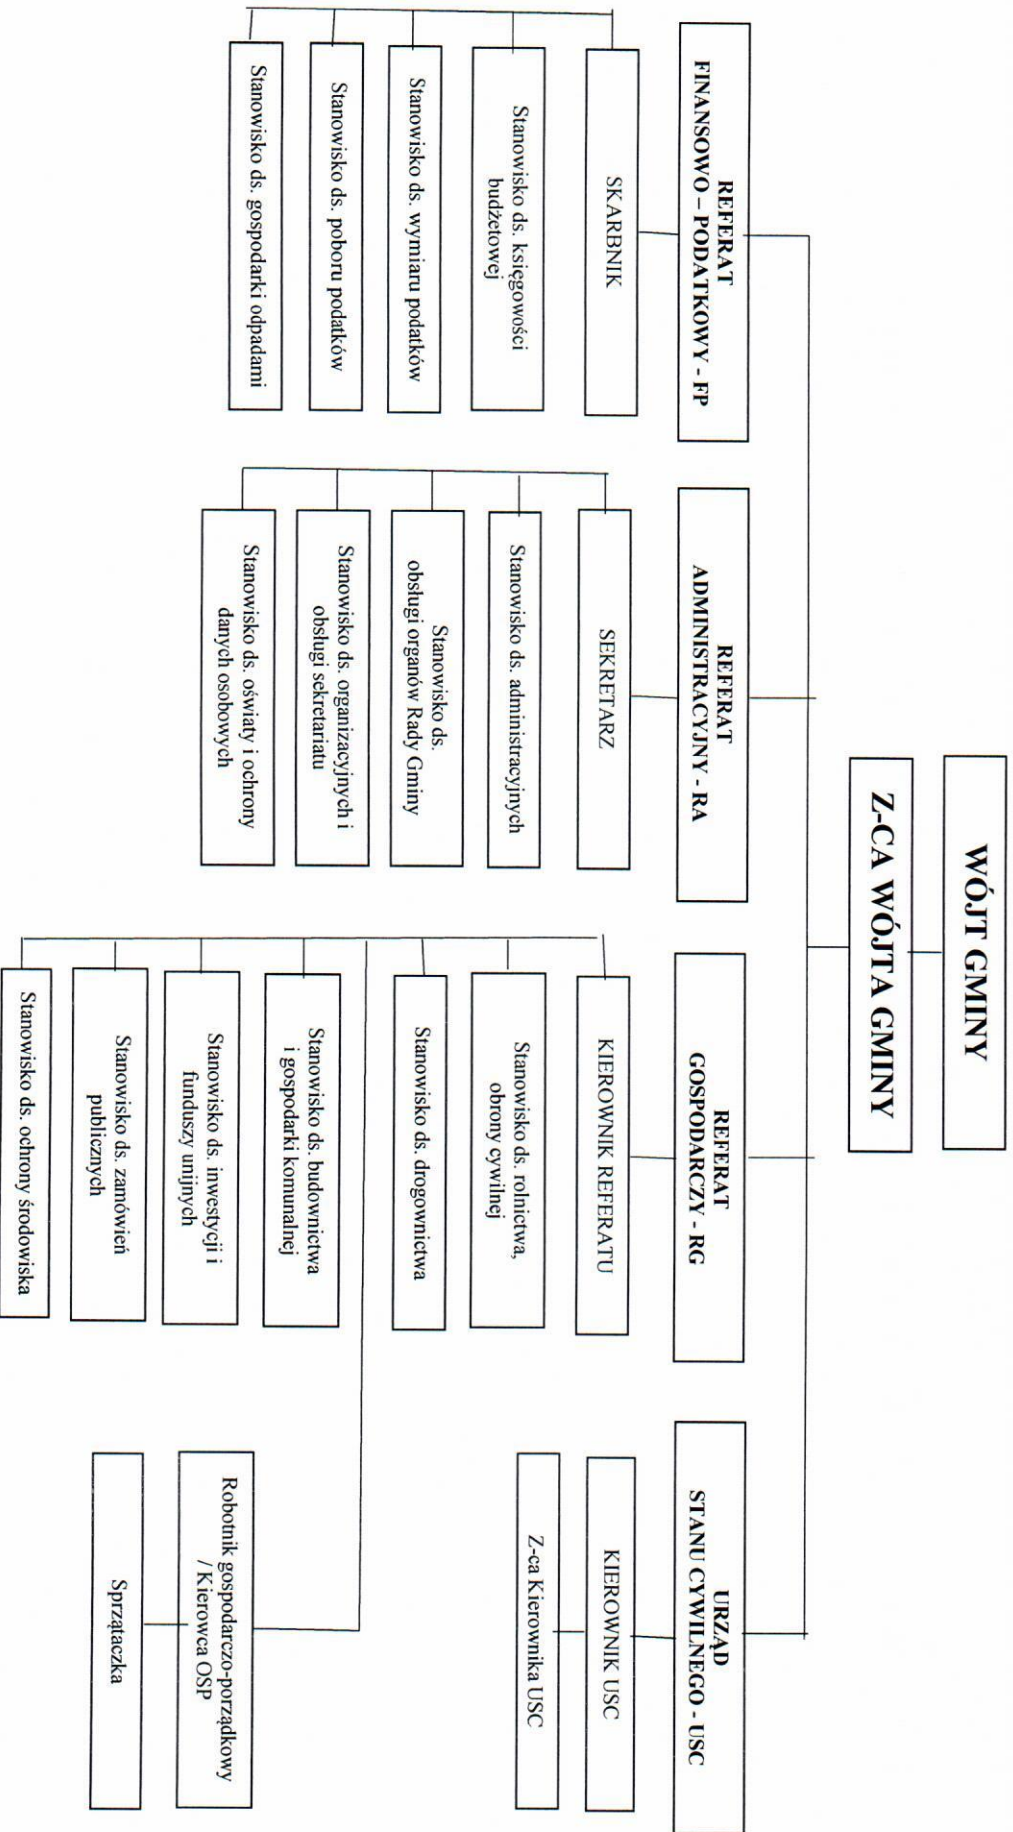 WÓJT GMINY
Z-CA WÓJTA GMINY
REFERAT
FINANSOWO – PODATKOWY - FP
SKARBNIK
Stanowisko ds. księgowości
budżetowej
Stanowisko ds. wymiaru podatków
Stanowisko ds. poboru podatków
Stanowisko ds. gospodarki odpadami
REFERAT
ADMINISTRACYJNY - RA
SEKRETARZ
Stanowisko ds. administracyjnych
Stanowisko ds.
obsługi organów Rady Gminy
Stanowisko ds. organizacyjnych i
obsługi sekretariatu
Stanowisko ds. oświaty i ochrony
danych osobowych
REFERAT
GOSPODARCZY - RG
KIEROWNIK REFERATU
Stanowisko ds. rolnictwa,
obrony cywilnej
Stanowisko ds. drogownictwa
Stanowisko ds. budownictwa
i gospodarki komunalnej
Stanowisko ds. inwestycji i
funduszy unijnych
Stanowisko ds. zamówień
publicznych
Stanowisko ds. ochrony środowiska
URZĄD
STANU CYWILNEGO - USC
KIEROWNIK USC
Z-ca Kierownika USC
Robotnik gospodarczo-porządkowy
/ Kierowca OSP
Sprzątaczka